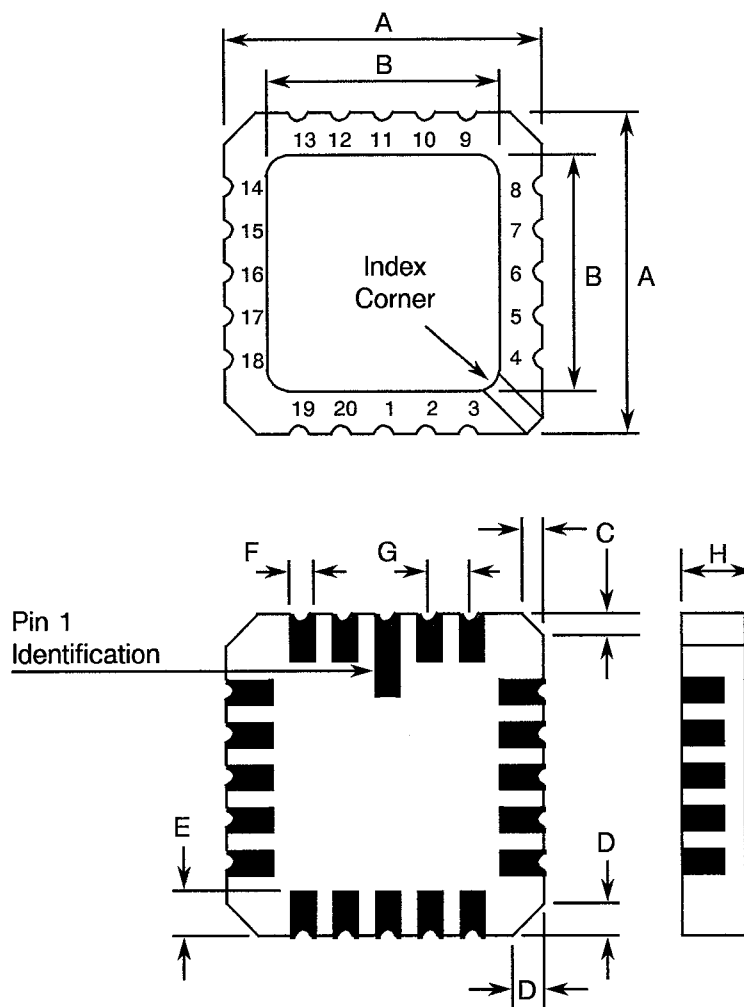 A
B
13 12 11 10 9
14 8
15 7
16 6
17 5
18 4
Index
Corner
B A
19 20 1 2 3
C
F G H
Pin 1
Identification
E D
D